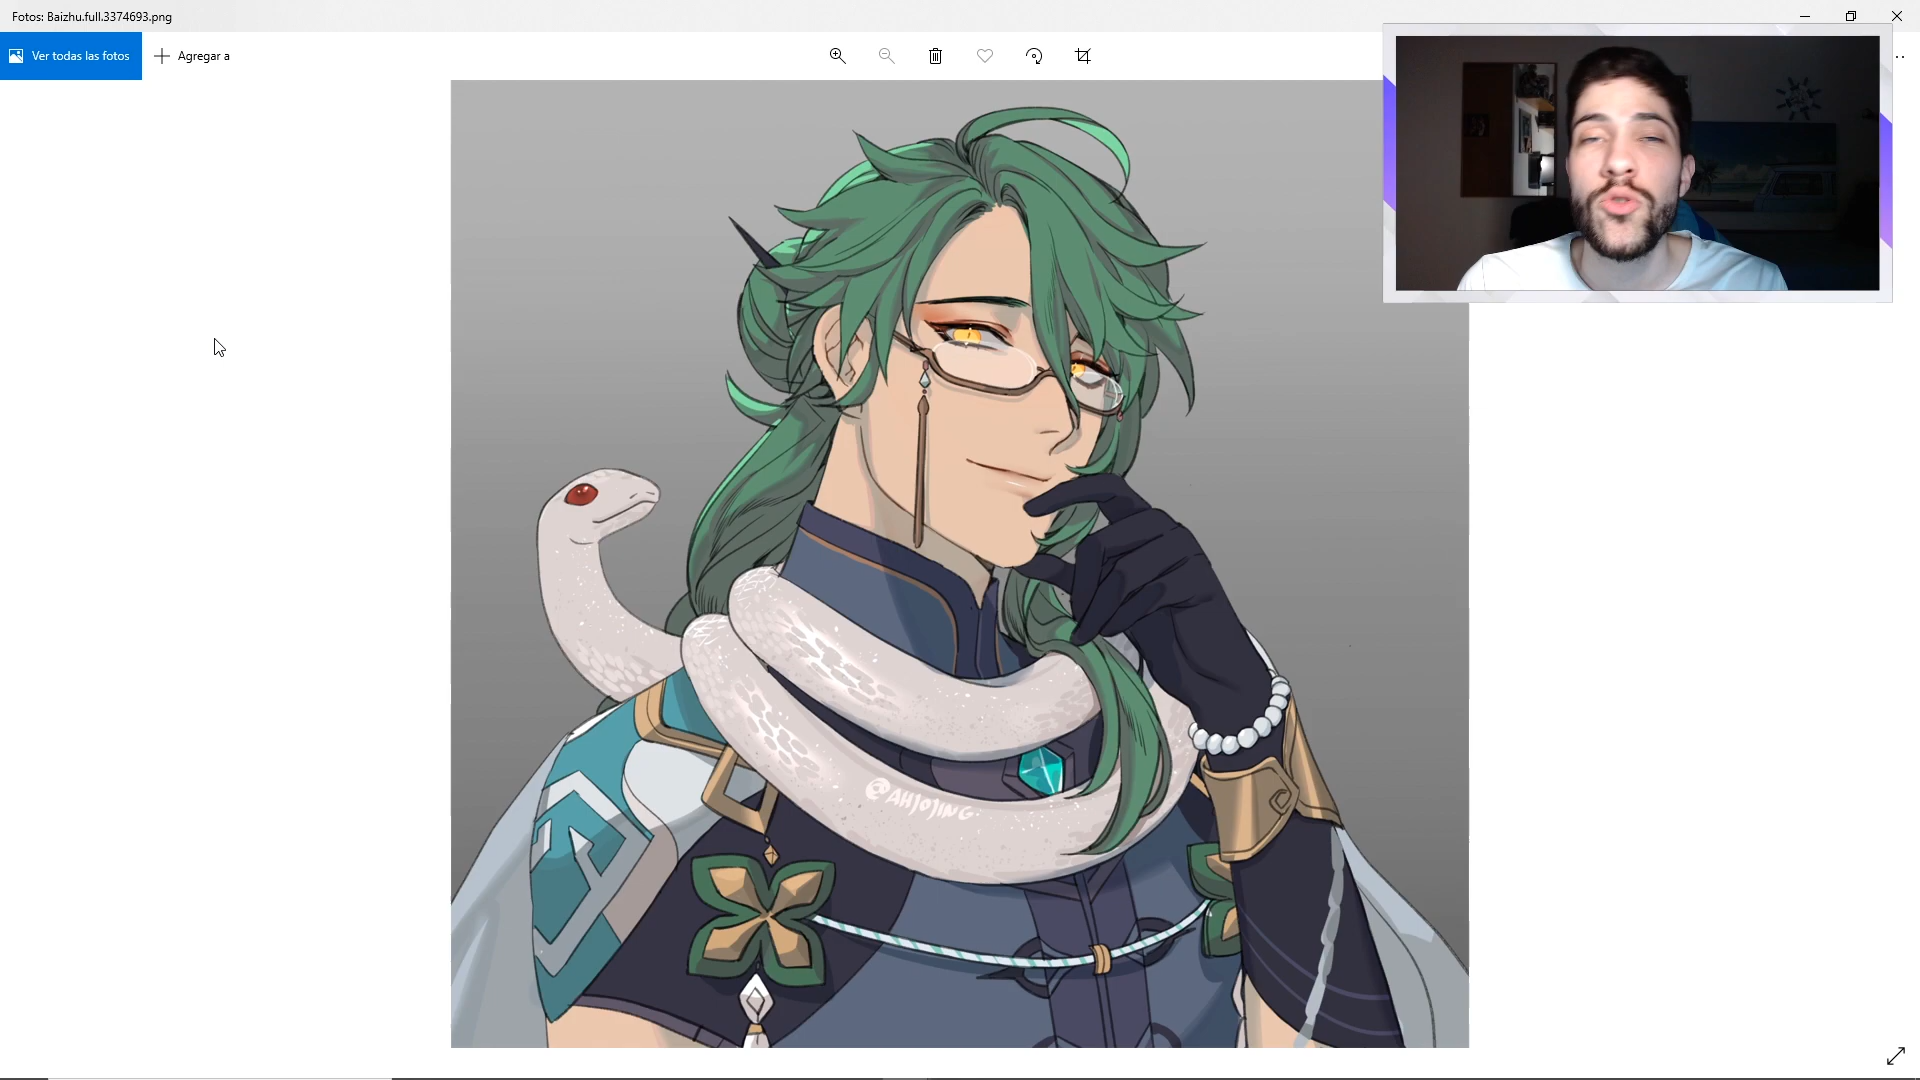 Fotos: Baizhu.full.3374693.png
Ver todas las fotos
Agregar a
@AHJOJING